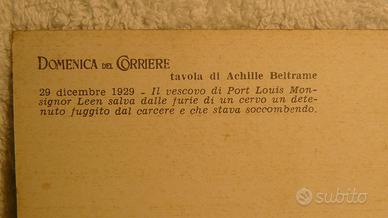 DOMENICA DEL CORRIERE
tavola di Achille Beltrame
29 dicembre 1929 - Il vescovo di Port Louis Mon-
signor Leen salva dalle furie di un cervo un dete-
nuto fuggito dal carcere e che stava soccombendo.
subito